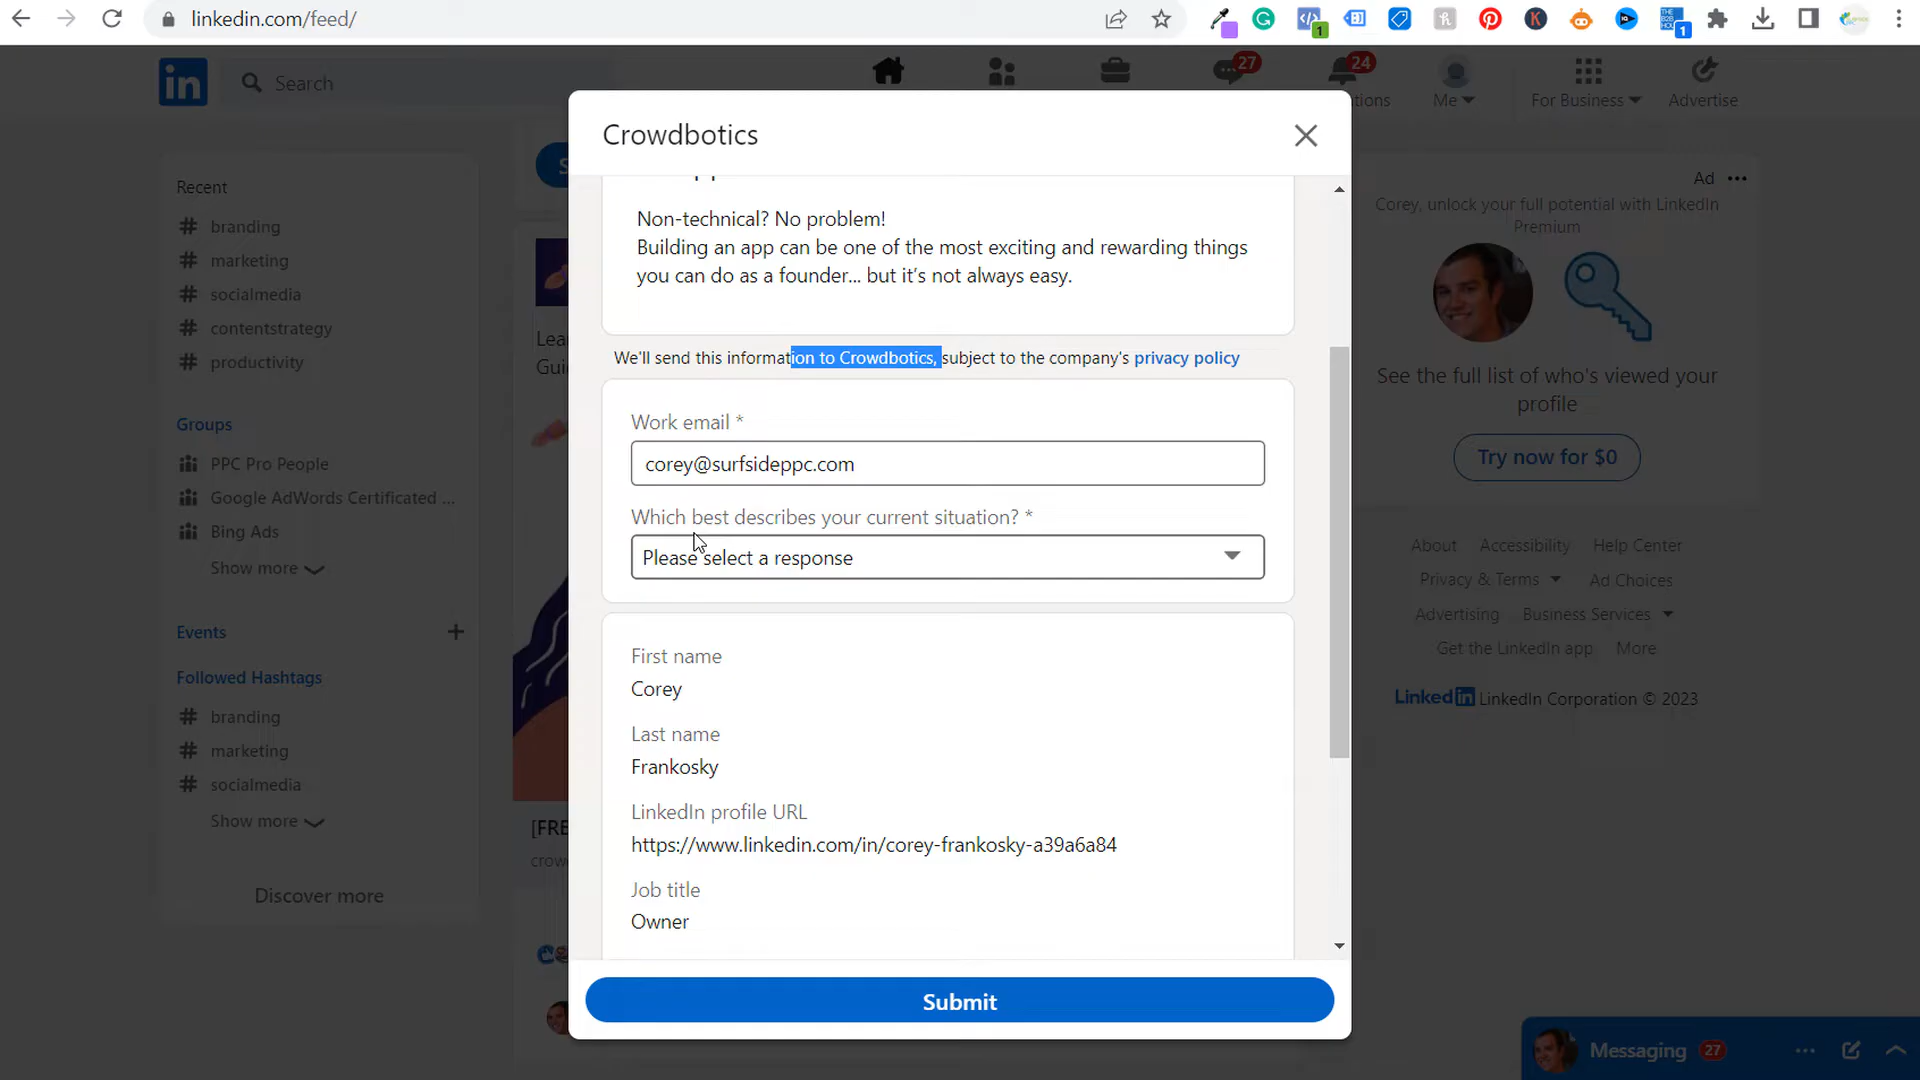 linkedin.com/feed/
1
1
Search
27
24
Me
tions
For Business
Advertise
Crowdbotics
Non-technical? No problem!
Building an app can be one of the most exciting and rewarding things
you can do as a founder... but it's not always easy.
We'll send this information to Crowdbotics, subject to the company's privacy policy
Work email *
corey@surfsideppc.com
Which best describes your current situation? *
Please select a response
First name
Corey
Last name
Frankosky
LinkedIn profile URL
https://www.linkedin.com/in/corey-frankosky-a39a6a84
Job title
Owner
Submit
Recent
# branding
# marketing
# socialmedia
# contentstrategy
# productivity
Groups
PPC Pro People
Google AdWords Certificated ...
Bing Ads
Show more
Events +
Followed Hashtags
# branding
# marketing
# socialmedia
Show more
Discover more
[FRE
crow
Ad
Corey, unlock your full potential with LinkedIn
Premium
See the full list of who's viewed your
profile
Try now for $0
About Accessibility Help Center
Privacy & Terms Ad Choices
Advertising Business Services
Get the LinkedIn app More
LinkedIn LinkedIn Corporation © 2023
Messaging 27